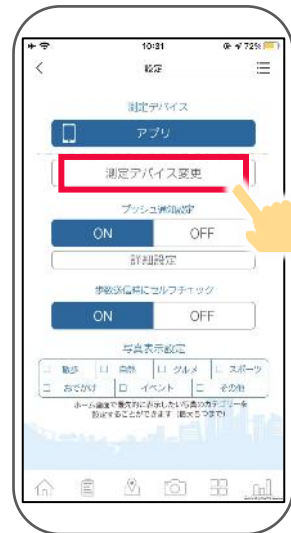 10:31 72%
設定
測定デバイス
アプリ
測定デバイス変更
プッシュ通知設定
ON OFF
詳細設定
歩数送信時にセルフチェック
ON OFF
写真表示設定
散歩 自然 グルメ スポーツ
おでかけ イベント その他
ホーム画面で優先的に表示したい写真のカテゴリーを
設定することができます（最大５つまで）